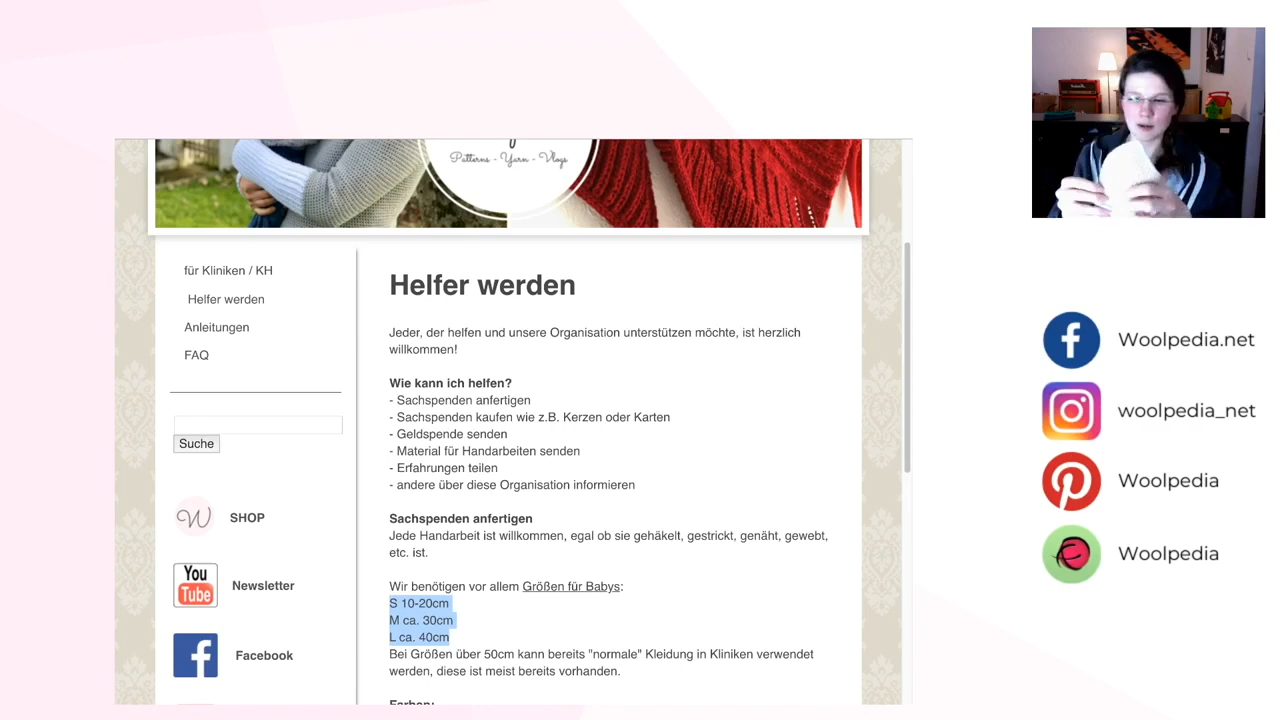 Patterns - Yarn - Vlogs
für Kliniken / KH
Helfer werden
Anleitungen
FAQ
Suche
W SHOP
You
Tube
Newsletter
Facebook
Helfer werden
Jeder, der helfen und unsere Organisation unterstützen möchte, ist herzlich
willkommen!
Wie kann ich helfen?
- Sachspenden anfertigen
- Sachspenden kaufen wie z.B. Kerzen oder Karten
- Geldspende senden
- Material für Handarbeiten senden
- Erfahrungen teilen
- andere über diese Organisation informieren
Sachspenden anfertigen
Jede Handarbeit ist willkommen, egal ob sie gehäkelt, gestrickt, genäht, gewebt,
etc. ist.
Wir benötigen vor allem Größen für Babys:
S 10-20cm
M ca. 30cm
L ca. 40cm
Bei Größen über 50cm kann bereits "normale" Kleidung in Kliniken verwendet
werden, diese ist meist bereits vorhanden.
Farben:
Woolpedia.net
woolpedia_net
Woolpedia
Woolpedia